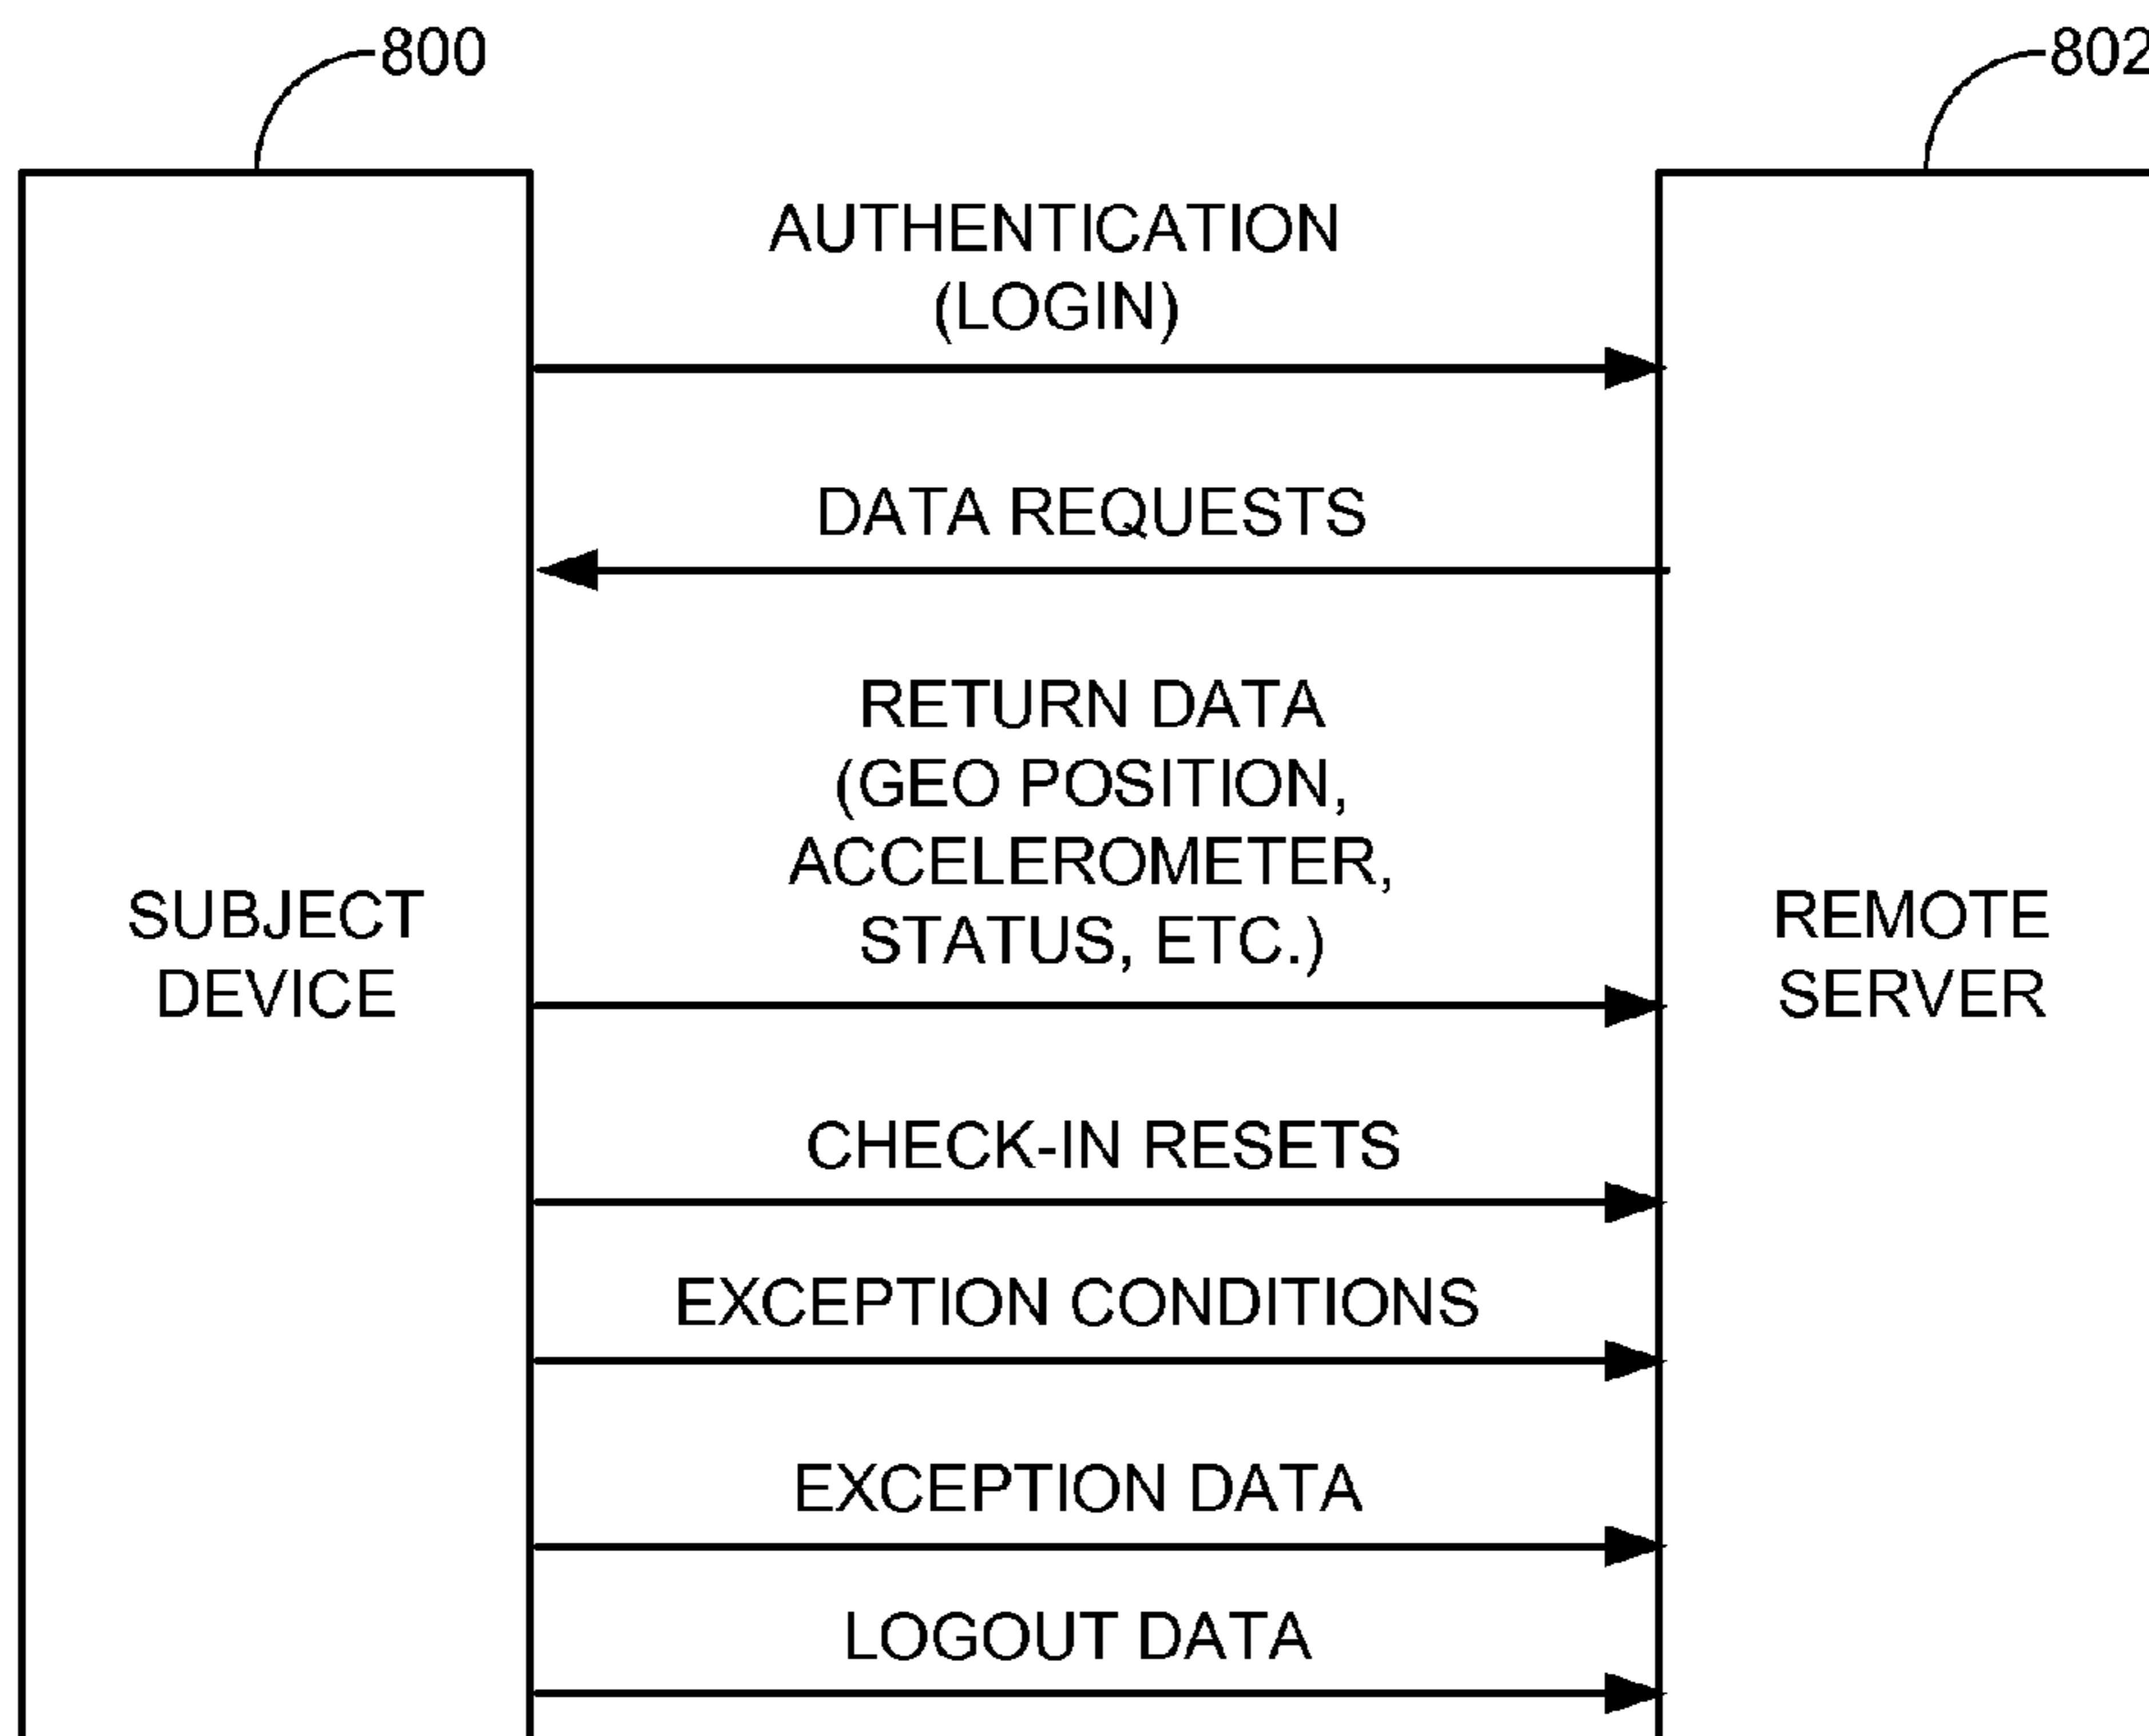 800
802
AUTHENTICATION
(LOGIN)
DATA REQUESTS
RETURN DATA
(GEO POSITION,
ACCELEROMETER,
STATUS, ETC.)
SUBJECT
DEVICE
REMOTE
SERVER
CHECK-IN RESETS
EXCEPTION CONDITIONS
EXCEPTION DATA
LOGOUT DATA